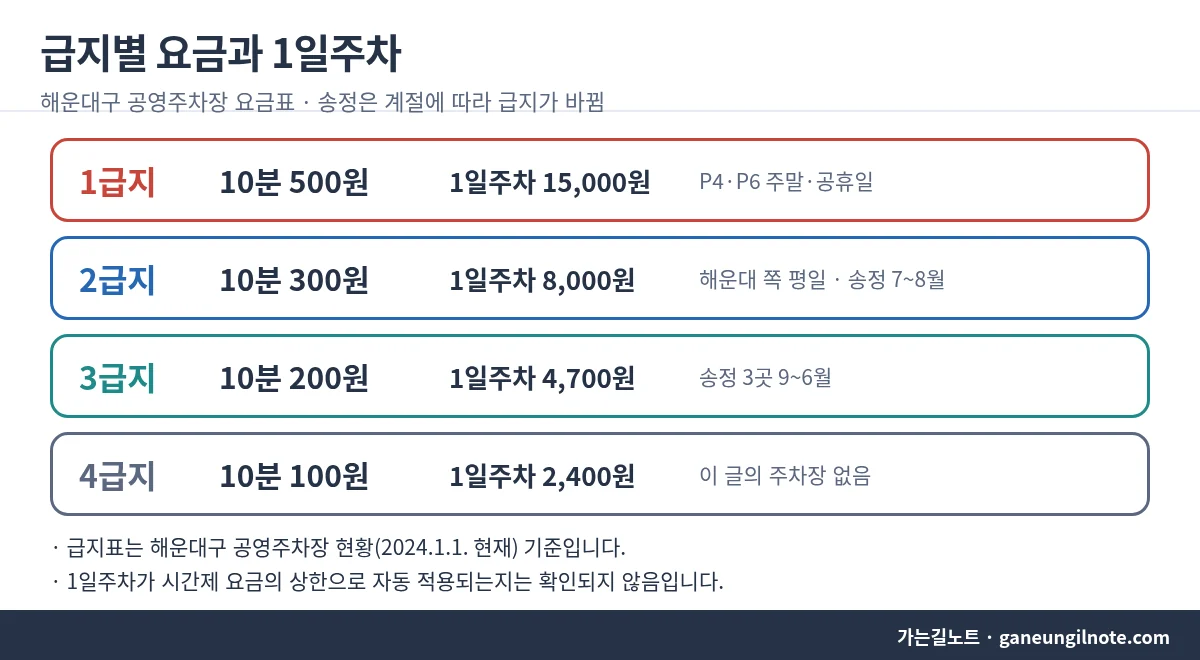 급지별 요금과 1일주차
해운대구 공영주차장 요금표 · 송정은 계절에 따라 급지가 바뀜
1급지 10분 500원 1일주차 15,000원 P4·P6 주말·공휴일
2급지 10분 300원 1일주차 8,000원 해운대 쪽 평일 · 송정 7~8월
3급지 10분 200원 1일주차 4,700원 송정 3곳 9~6월
4급지 10분 100원 1일주차 2,400원 이 글의 주차장 없음
· 급지표는 해운대구 공영주차장 현황(2024.1.1. 현재) 기준입니다.
· 1일주차가 시간제 요금의 상한으로 자동 적용되는지는 확인되지 않음입니다.
가는길노트 · ganeungilnote.com